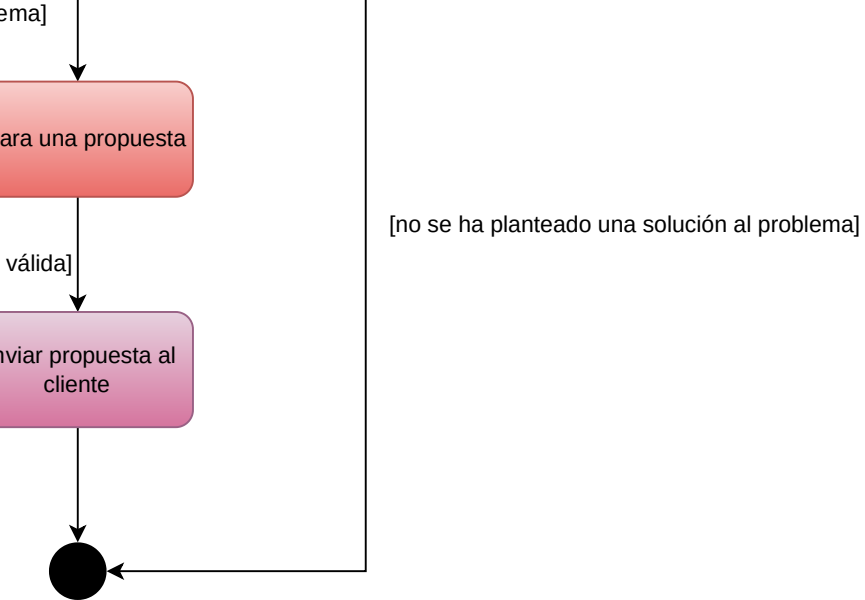 ema]
ara una propuesta
[no se ha planteado una solución al problema]
válida]
nviar propuesta al
cliente